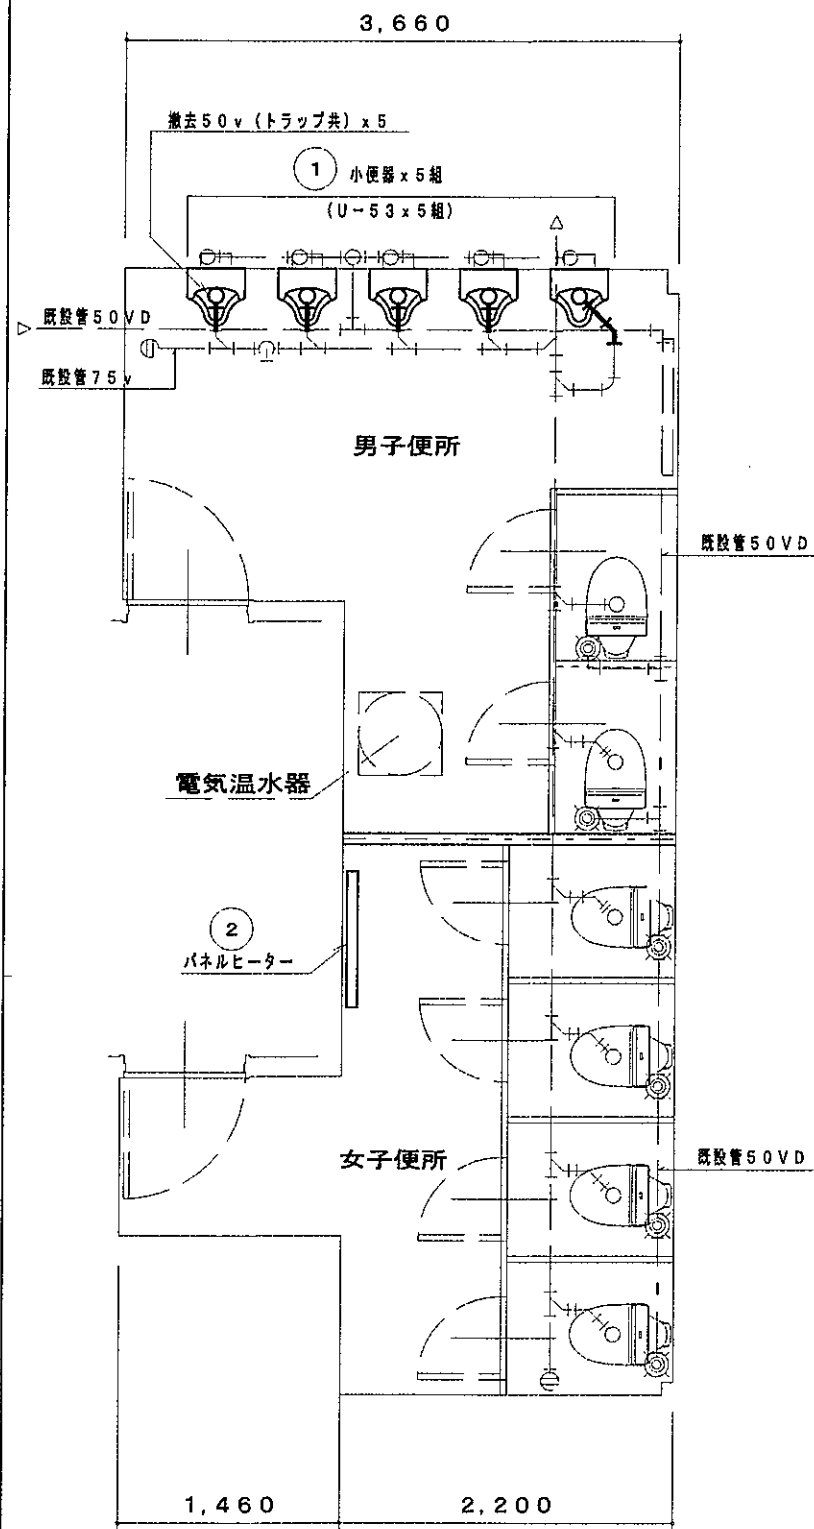 3,660
撤去50v (トラップ共) x5
1 小便器x5組
(U-53x5組)
既設管50VD
既設管75v
男子便所
既設管50VD
電気温水器
2
パネルヒーター
女子便所
既設管50VD
1,460 2,200